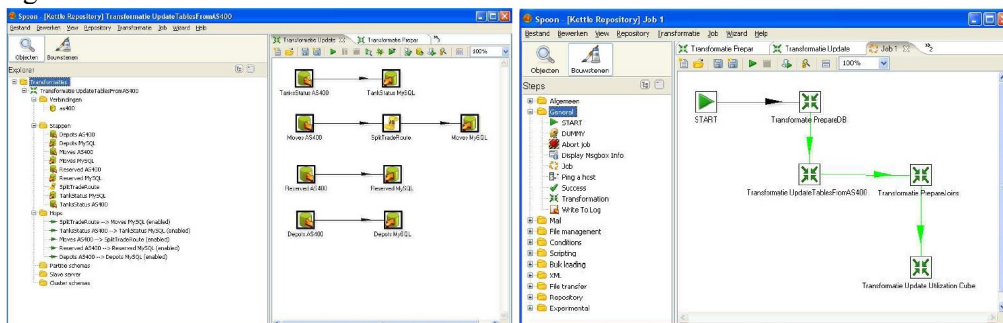 Spoon - [Kettle Repository] Transformatie UpdateTablesFromAS400
Bestand Bewerken View Repository Transformatie Job Wizard Help
Objecten Bouwstenen
Explorer
Transformaties
Transformatie UpdateTablesFromAS400
Verbindingen
as400
Stappen
Depots AS400
Depots MySQL
Moves AS400
Moves MySQL
Reserved AS400
Reserved MySQL
SplitTradeRoute
TankStatus MySQL
TanksStatus AS400
Hops
SplitTradeRoute --> Moves MySQL (enabled)
TanksStatus AS400 --> TankStatus MySQL (enabled)
Moves AS400 --> SplitTradeRoute (enabled)
Reserved AS400 --> Reserved MySQL (enabled)
Depots AS400 --> Depots MySQL (enabled)
Partitie schemas
Slave server
Cluster schemas
Transformatie Update
Transformatie Prepar
100%
TanksStatus AS400
TankStatus MySQL
Moves AS400
SplitTradeRoute
Moves MySQL
Reserved AS400
Reserved MySQL
Depots AS400
Depots MySQL
Spoon - [Kettle Repository] Job 1
Bestand Bewerken View Repository Transformatie Job Wizard Help
Objecten Bouwstenen
Steps
Algemeen
General
START
DUMMY
Abort job
Display Msgbox Info
Job
Ping a host
Success
Transformation
Write To Log
Mail
File management
Conditions
Scripting
Bulk loading
XML
File transfer
Repository
Experimental
Transformatie Prepar
Transformatie Update
Job 1
100%
START
Transformatie PrepareDB
Transformatie UpdateTablesFromAS400
Transformatie PrepareJoins
Transformatie Update Utilization Cube